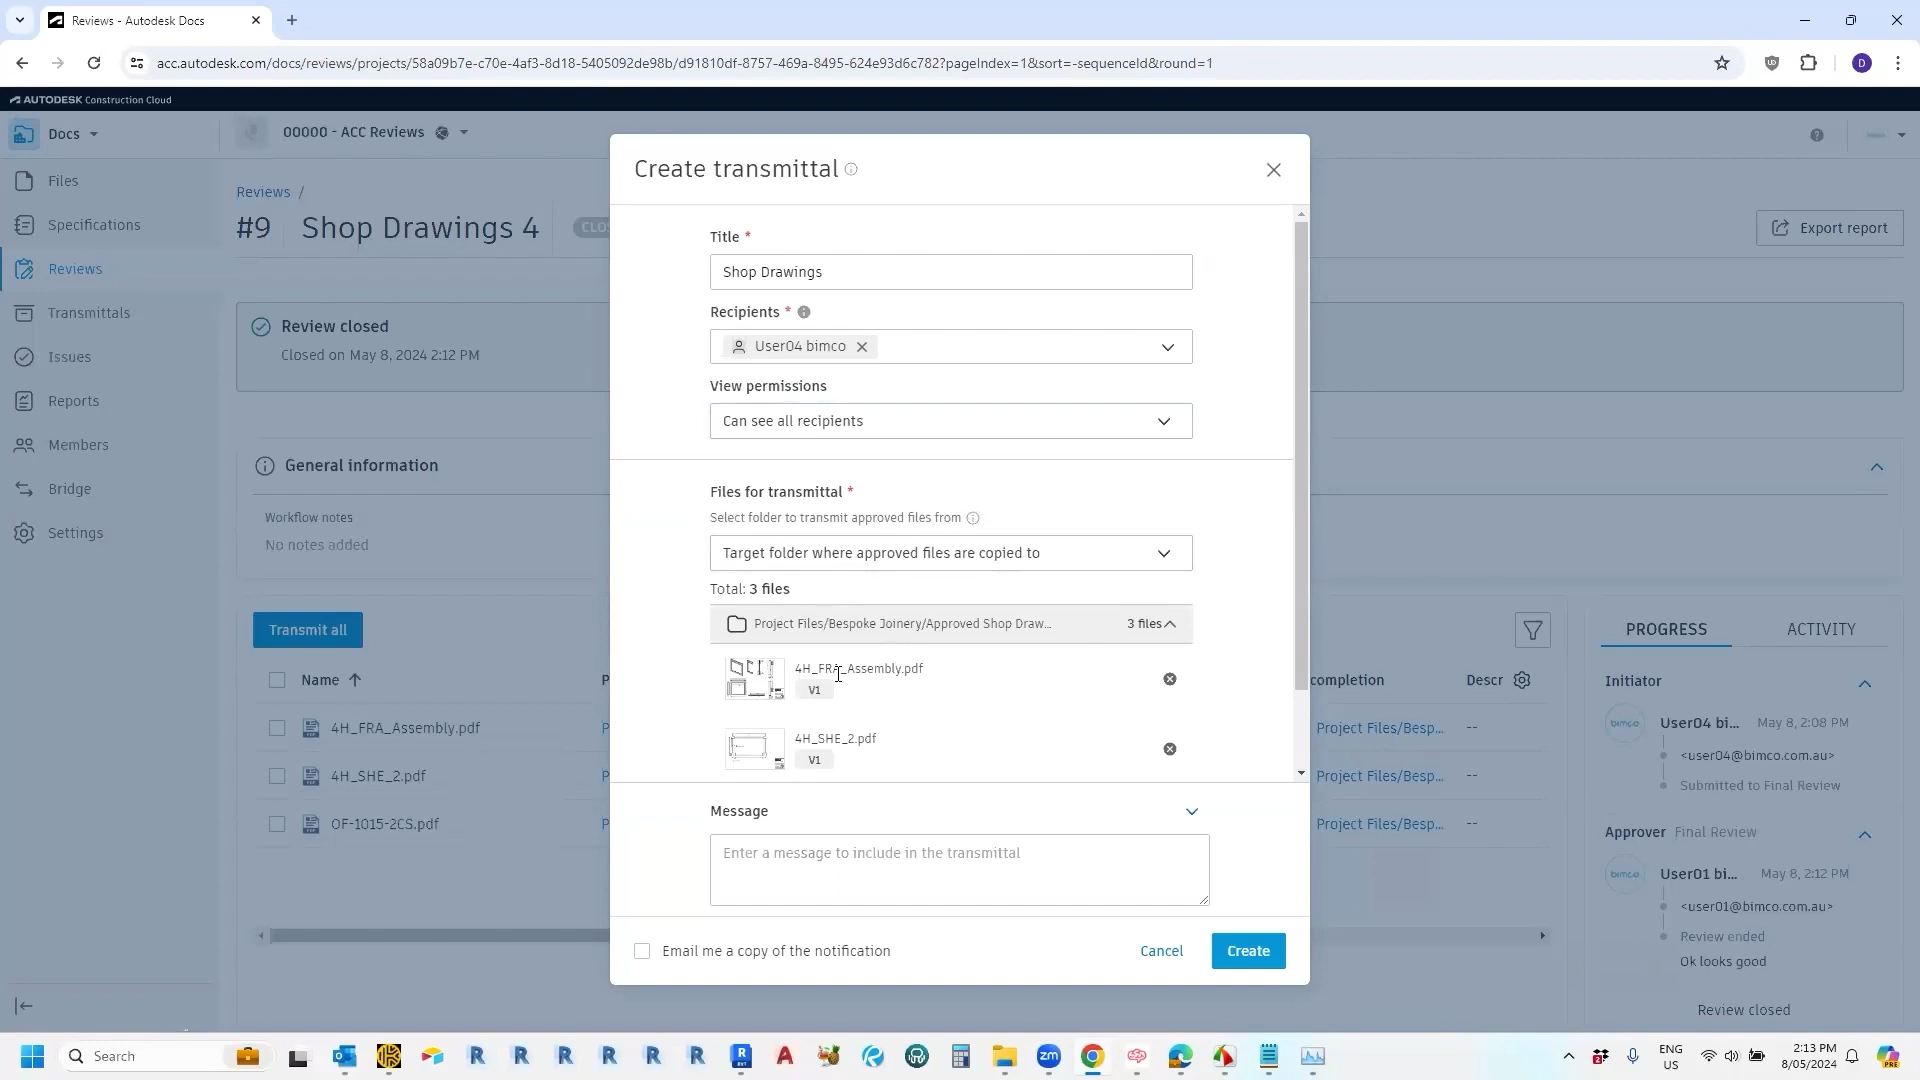 Reviews - Autodesk Docs
acc.autodesk.com/docs/reviews/projects/58a09b7e-c70e-4af3-8d18-5405092de98b/d91810df-8757-469a-8495-624e93d6c782?pageIndex=1&sort=-sequenceId&round=1
D
AUTODESK Construction Cloud
Docs
00000 - ACC Reviews
Files
Specifications
Reviews
Transmittals
Issues
Reports
Members
Bridge
Settings
Reviews /
#9 Shop Drawings 4
CLO
Export report
Review closed
Closed on May 8, 2024 2:12 PM
General information
Workflow notes
No notes added
Transmit all
Name
P
completion
Descr
4H_FRA_Assembly.pdf
P
Project Files/Besp...
--
4H_SHE_2.pdf
P
Project Files/Besp...
--
OF-1015-2CS.pdf
P
Project Files/Besp...
--
PROGRESS
ACTIVITY
Initiator
bimco
User04 bi...
May 8, 2:08 PM
<user04@bimco.com.au>
Submitted to Final Review
Approver Final Review
bimco
User01 bi...
May 8, 2:12 PM
<user01@bimco.com.au>
Review ended
Ok looks good
Review closed
Create transmittal
Title *
Shop Drawings
Recipients *
User04 bimco
View permissions
Can see all recipients
Files for transmittal *
Select folder to transmit approved files from
Target folder where approved files are copied to
Total: 3 files
Project Files/Bespoke Joinery/Approved Shop Draw...
3 files
4H_FRA_Assembly.pdf
V1
4H_SHE_2.pdf
V1
Message
Enter a message to include in the transmittal
Email me a copy of the notification
Cancel
Create
Search
ENG
US
2:13 PM
8/05/2024